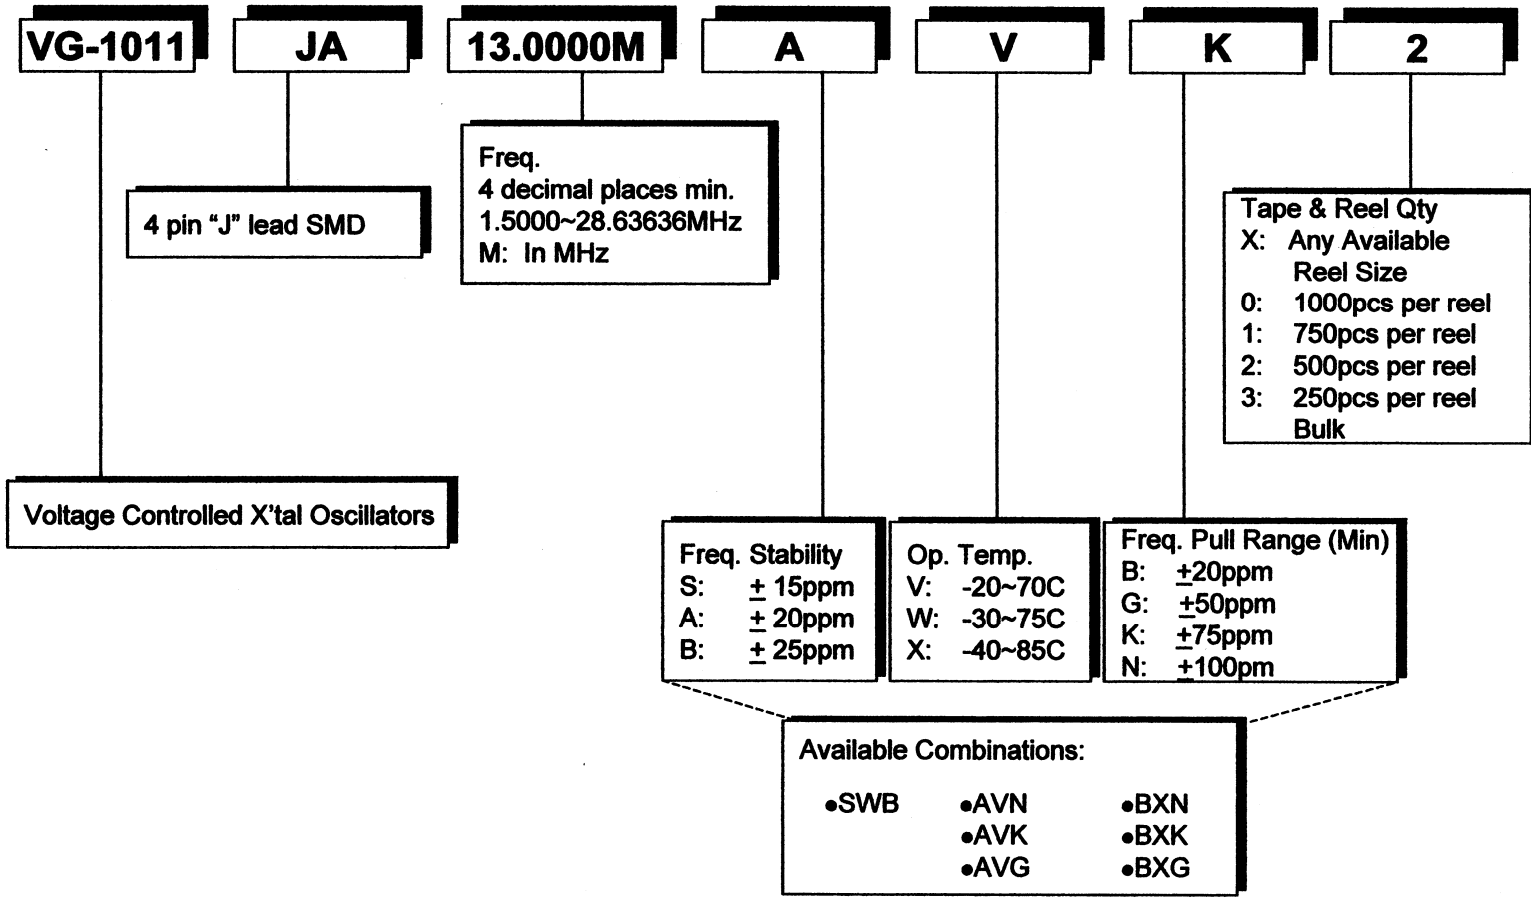 VG-1011 JA 13.0000M A V K 2
4 pin "J" lead SMD
Freq.
4 decimal places min.
1.5000~28.63636MHz
M: In MHz
Tape & Reel Qty
X: Any Available
Reel Size
0: 1000pcs per reel
1: 750pcs per reel
2: 500pcs per reel
3: 250pcs per reel
Bulk
Voltage Controlled X'tal Oscillators
Freq. Stability
S: ± 15ppm
A: ± 20ppm
B: ± 25ppm
Op. Temp.
V: -20~70C
W: -30~75C
X: -40~85C
Freq. Pull Range (Min)
B: ±20ppm
G: ±50ppm
K: ±75ppm
N: ±100pm
Available Combinations:
●SWB ●AVN ●BXN
●AVK ●BXK
●AVG ●BXG